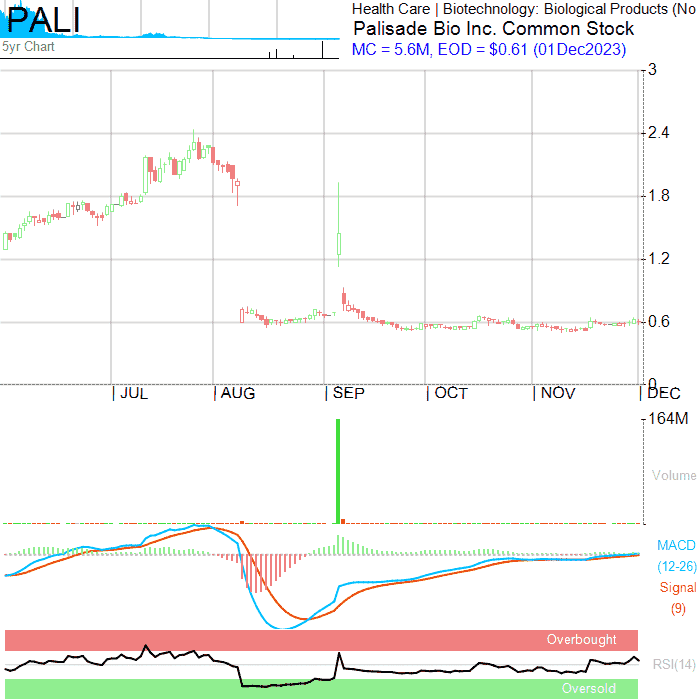 PALI
5yr Chart
Health Care | Biotechnology: Biological Products (No
Palisade Bio Inc. Common Stock
MC = 5.6M, EOD = $0.61 (01Dec2023)
3
2.4
1.8
1.2
0.6
0
JUL
AUG
SEP
OCT
NOV
DEC
164M
Volume
MACD
(12-26)
Signal
(9)
Overbought
RSI(14)
Oversold